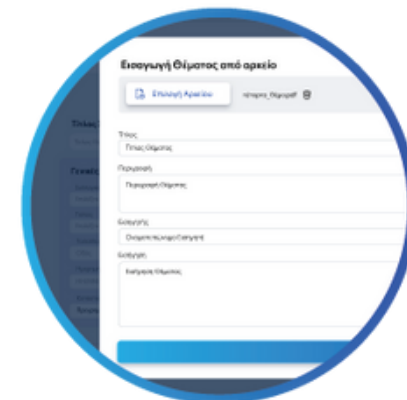 Εισαγωγή Θέματος από αρχείο
Επιλογή Αρχείου
Τίτλος
Τίτλος Θέματος
Περιγραφή
Περιγραφή Θέματος
Εισηγητής
Ονοματεπώνυμο Εισηγητή
Εισήγηση
Εισήγηση Θέματος